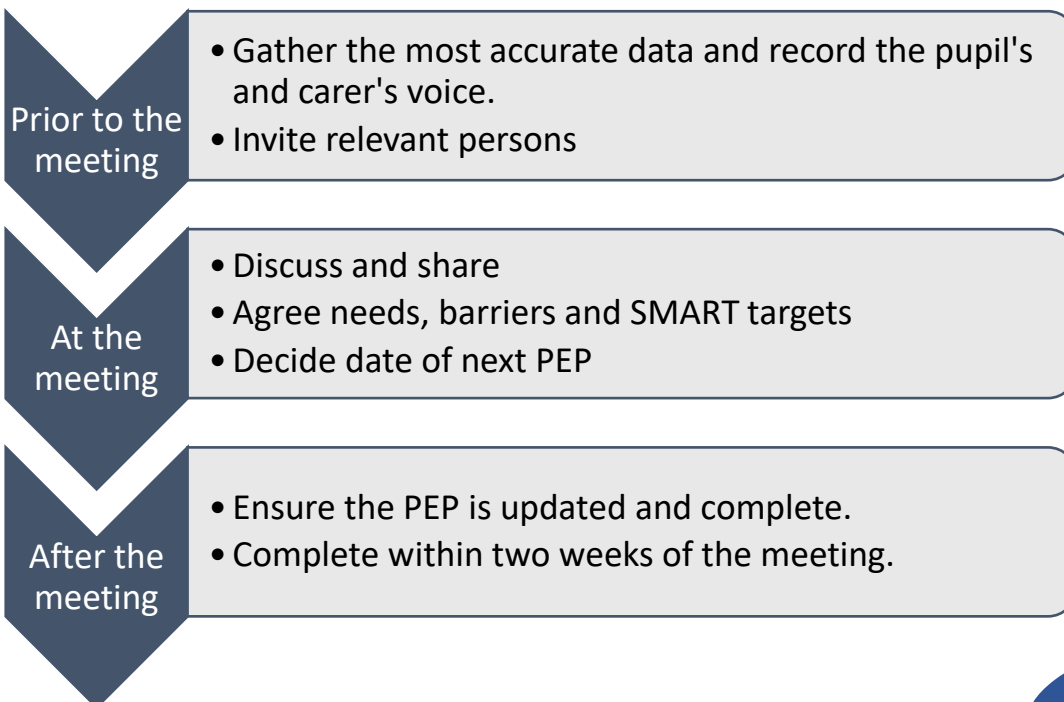 Prior to the
meeting
• Gather the most accurate data and record the pupil's
and carer's voice.
• Invite relevant persons
At the
meeting
• Discuss and share
• Agree needs, barriers and SMART targets
• Decide date of next PEP
After the
meeting
• Ensure the PEP is updated and complete.
• Complete within two weeks of the meeting.